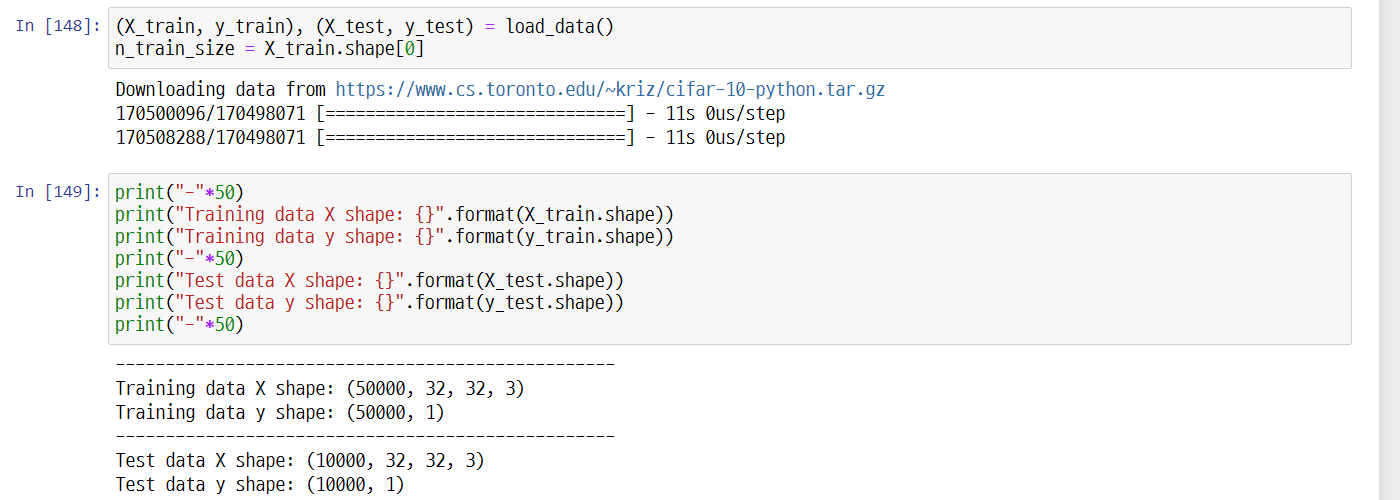 In [148]: (X_train, y_train), (X_test, y_test) = load_data()
n_train_size = X_train.shape[0]
Downloading data from https://www.cs.toronto.edu/~kriz/cifar-10-python.tar.gz
170500096/170498071 [==============================] - 11s 0us/step
170508288/170498071 [==============================] - 11s 0us/step
In [149]: print("-"*50)
print("Training data X shape: {}".format(X_train.shape))
print("Training data y shape: {}".format(y_train.shape))
print("-"*50)
print("Test data X shape: {}".format(X_test.shape))
print("Test data y shape: {}".format(y_test.shape))
print("-"*50)
--------------------------------------------------
Training data X shape: (50000, 32, 32, 3)
Training data y shape: (50000, 1)
--------------------------------------------------
Test data X shape: (10000, 32, 32, 3)
Test data y shape: (10000, 1)